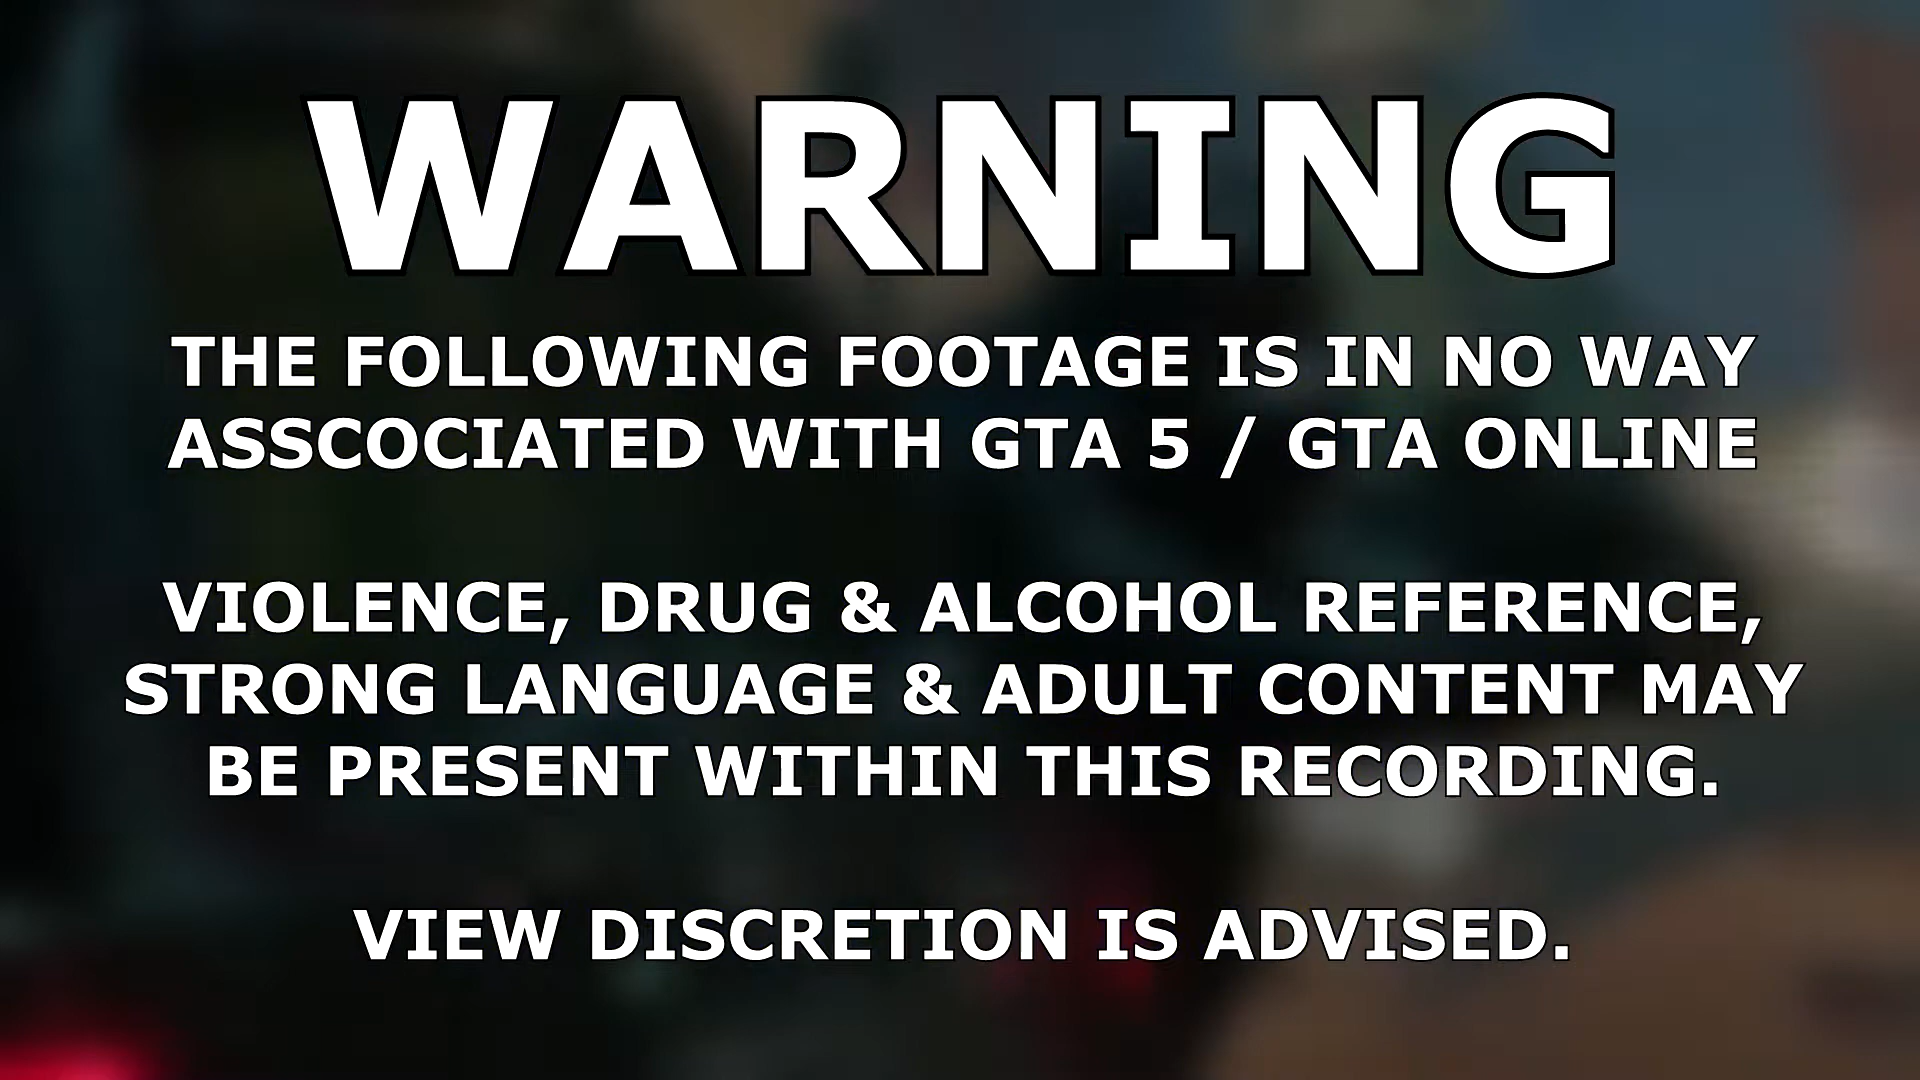 WARNING
THE FOLLOWING FOOTAGE IS IN NO WAY
ASSCOCIATED WITH GTA 5 / GTA ONLINE
VIOLENCE, DRUG & ALCOHOL REFERENCE,
STRONG LANGUAGE & ADULT CONTENT MAY
BE PRESENT WITHIN THIS RECORDING.
VIEW DISCRETION IS ADVISED.